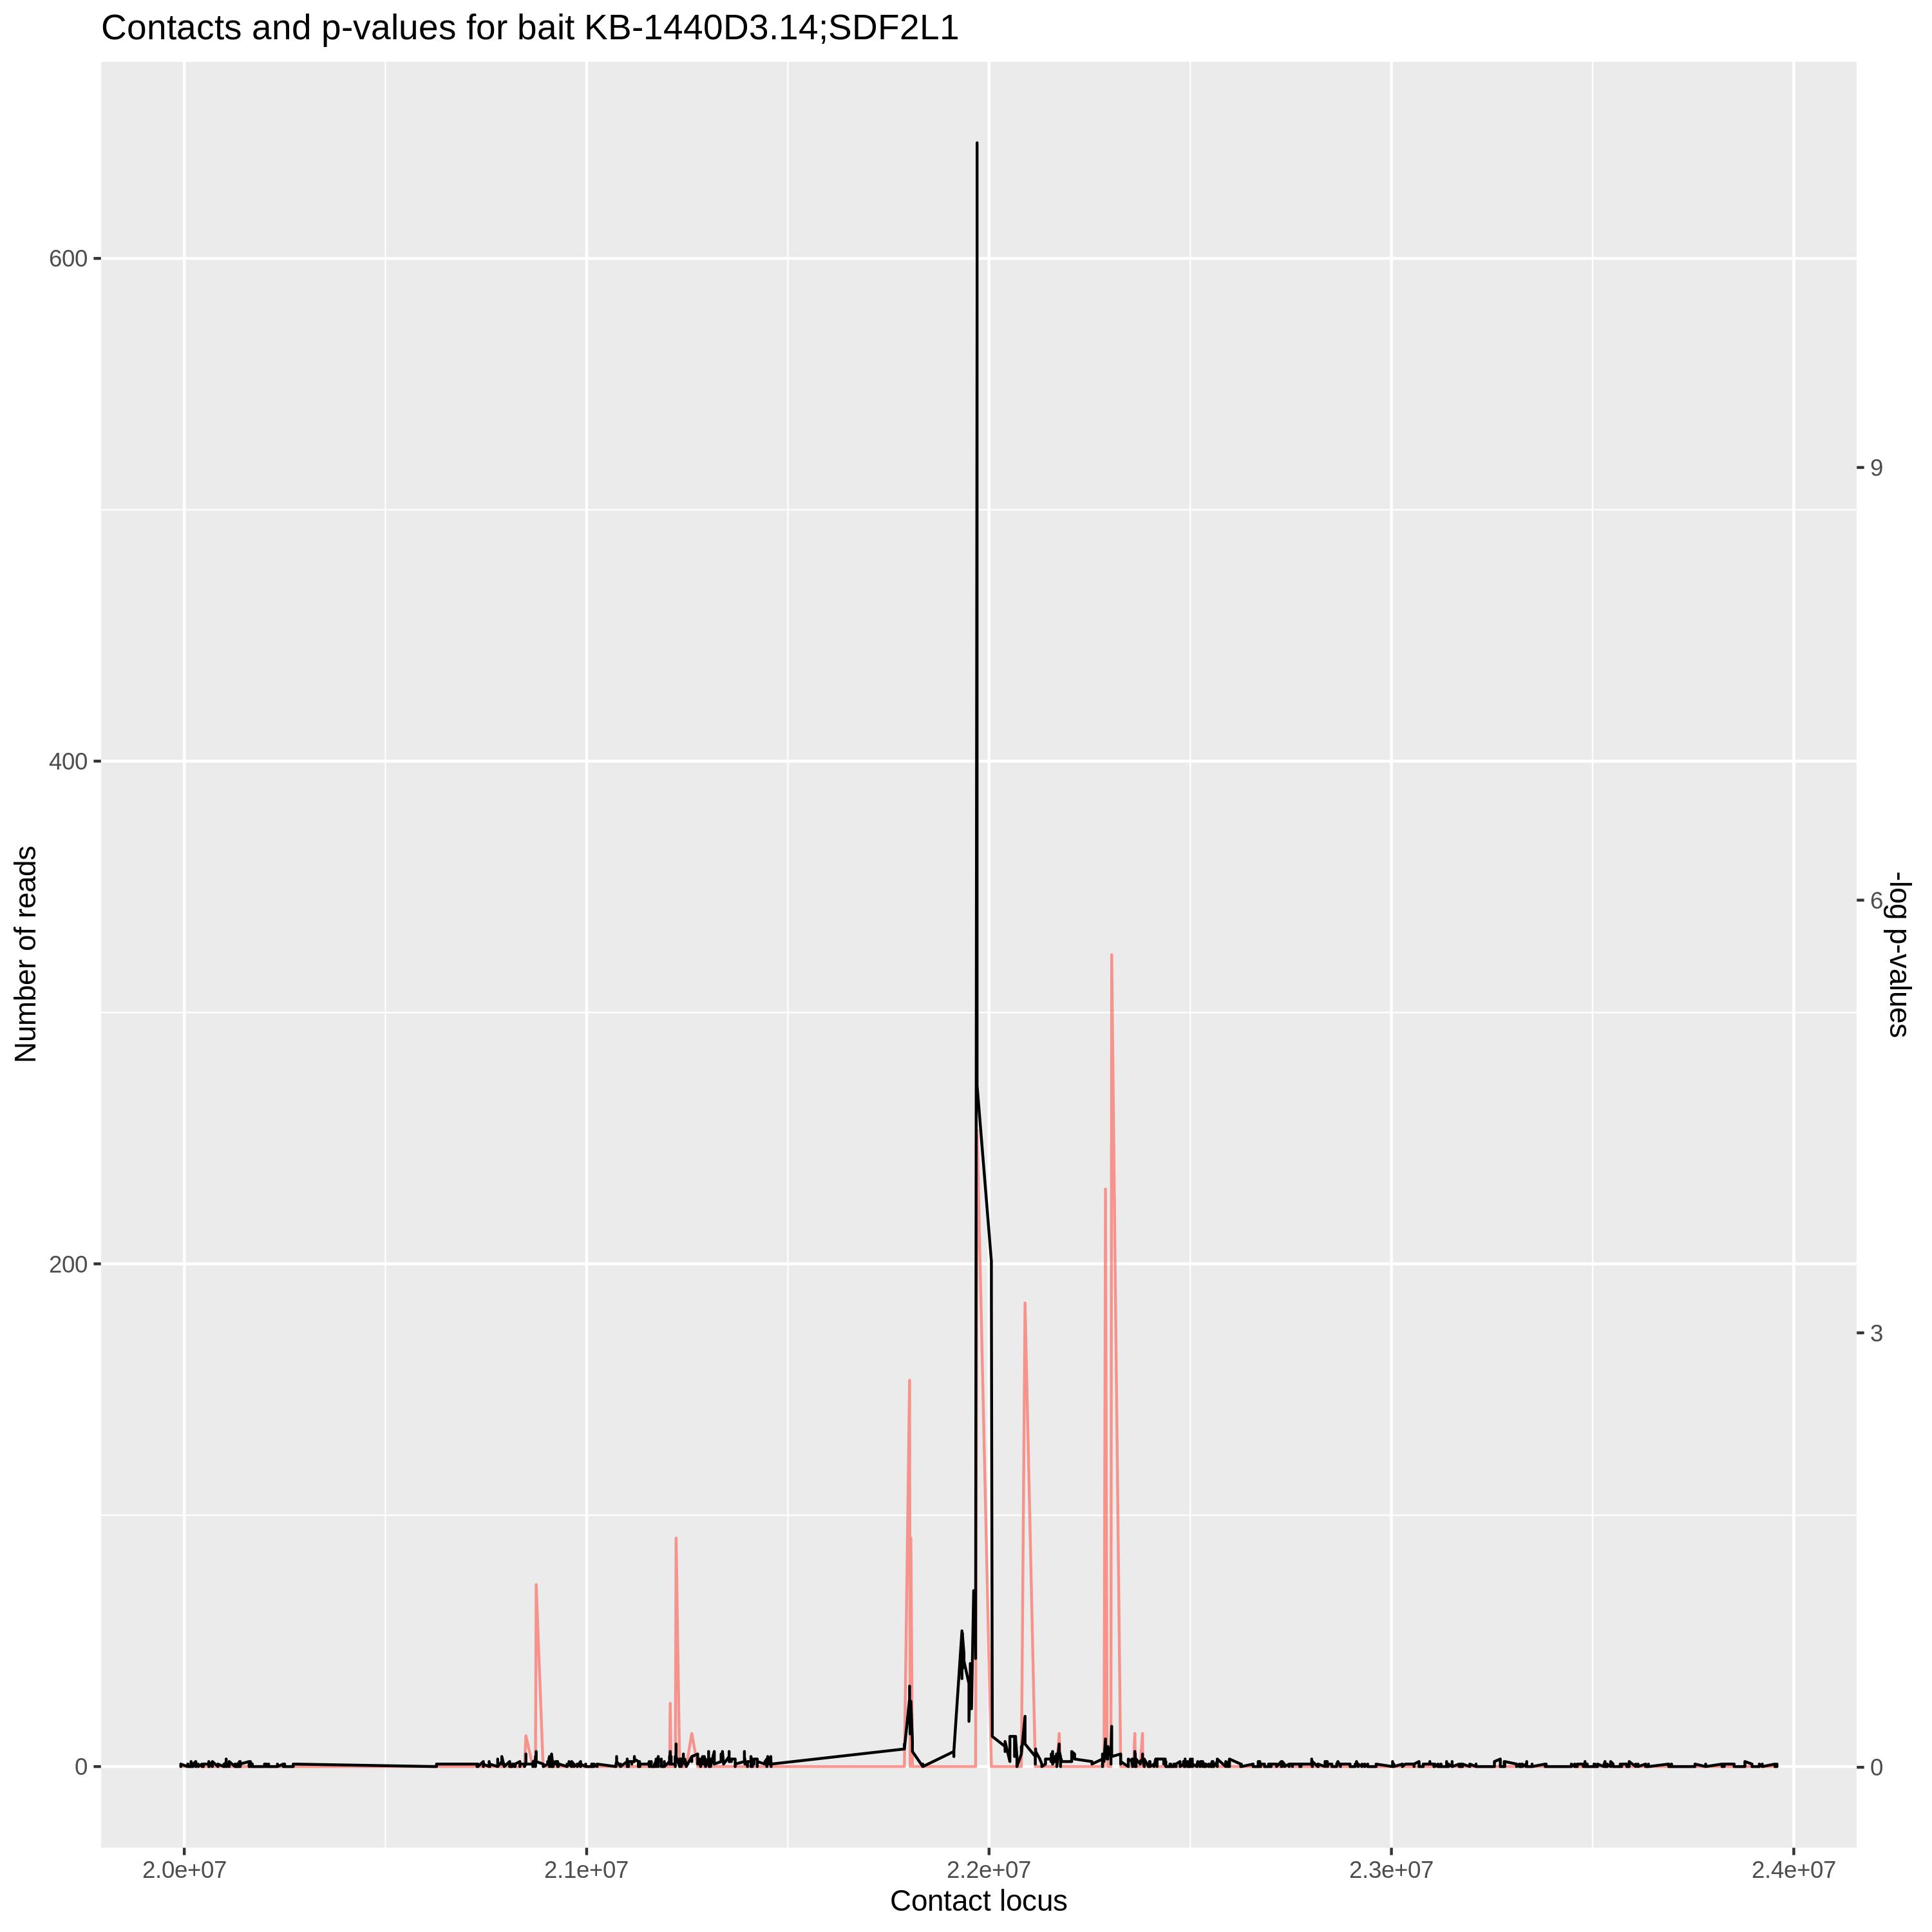 Contacts and p-values for bait KB-1440D3.14;SDF2L1
Number of reads
600
400
200
0
9
6
3
0
-log p-values
2.0e+07
2.1e+07
2.2e+07
2.3e+07
2.4e+07
Contact locus